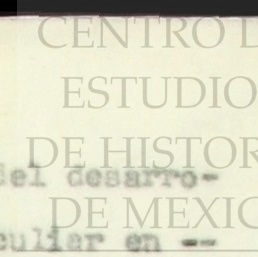 CENTRO D
ESTUDIO
DE HISTOR
del desarro-
DE MEXIC
culiar en --